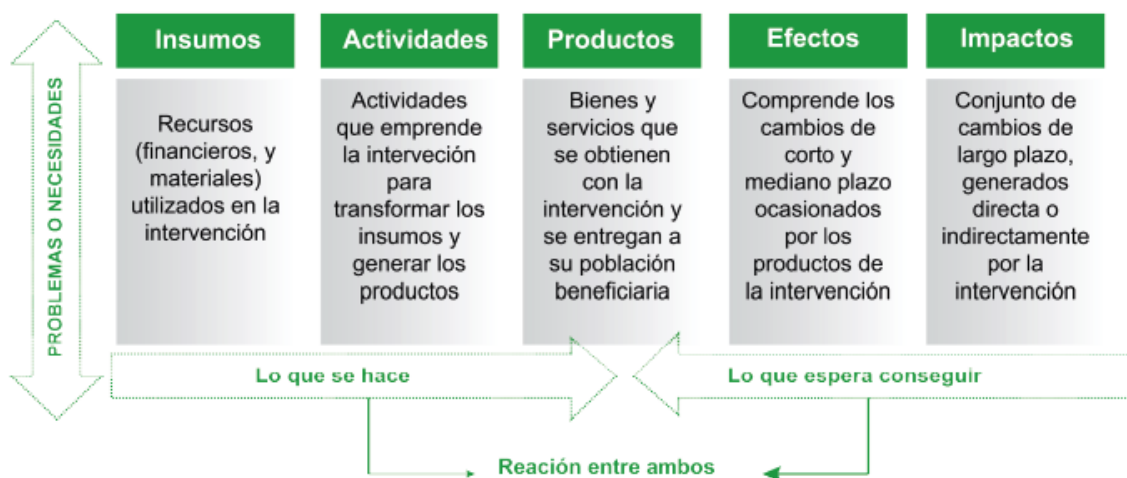 PROBLEMAS O NECESIDADES
Insumos
Recursos
(financieros, y
materiales)
utilizados en la
intervención
Actividades
Actividades
que emprende
la interveción
para
transformar los
insumos y
generar los
productos
Productos
Bienes y
servicios que
se obtienen
con la
intervención y
se entregan a
su población
beneficiaria
Efectos
Comprende los
cambios de
corto y
mediano plazo
ocasionados
por los
productos de
la intervención
Impactos
Conjunto de
cambios de
largo plazo,
generados
directa o
indirectamente
por la
intervención
Lo que se hace
Lo que espera conseguir
Reación entre ambos